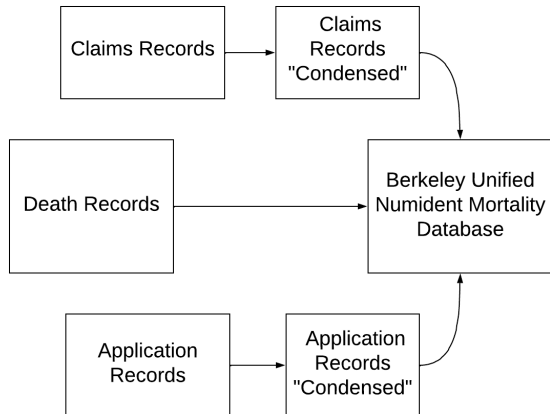 Claims Records
Claims
Records
"Condensed"
Death Records
Berkeley Unified
Numident Mortality
Database
Application
Records
Application
Records
"Condensed"